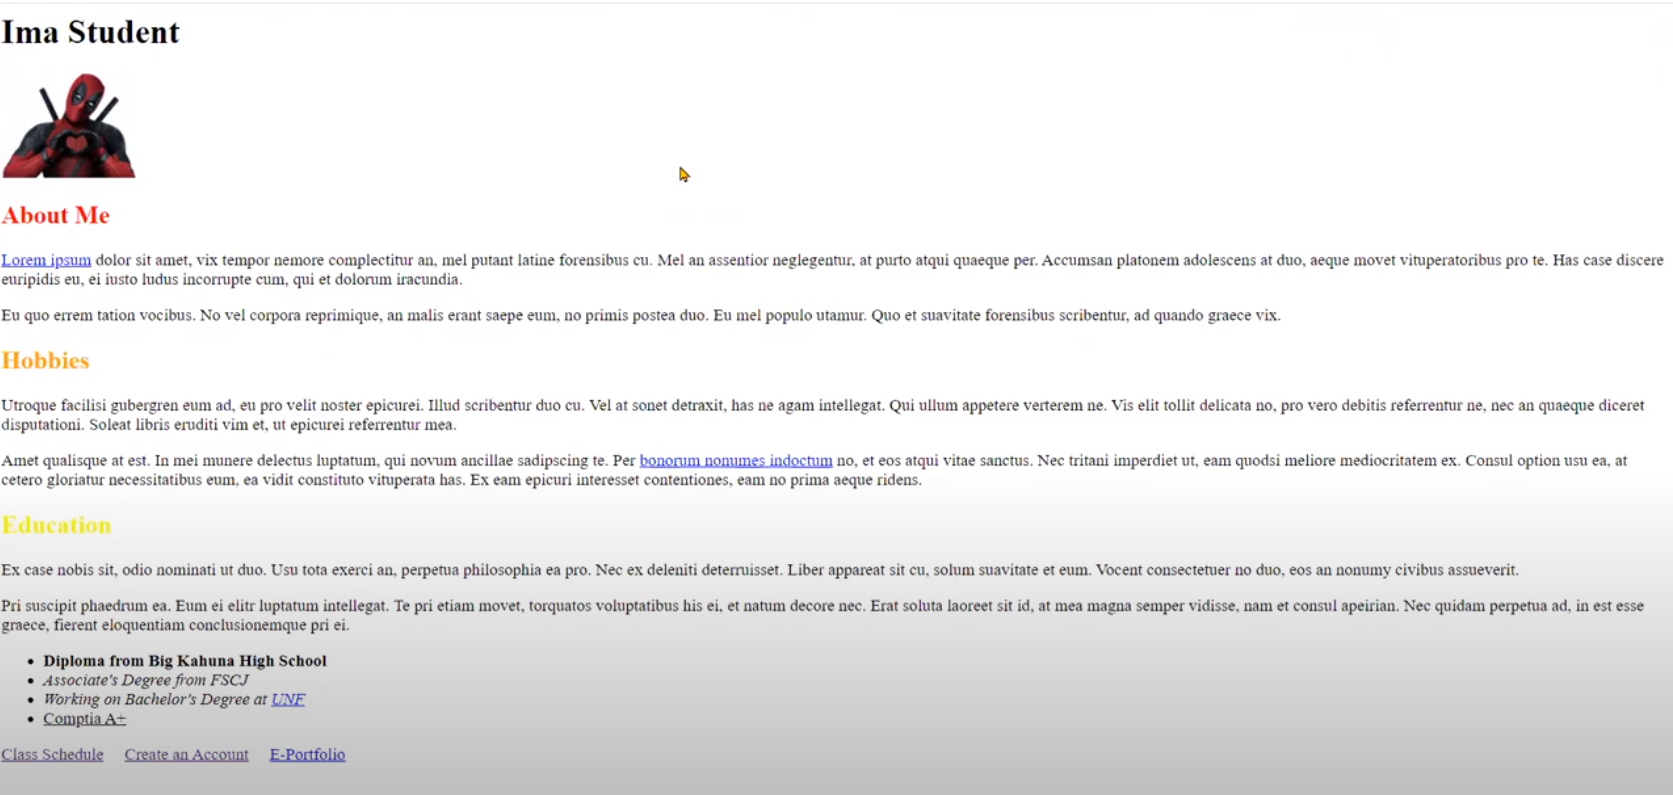 Ima Student
About Me
Lorem ipsum dolor sit amet, vix tempor nemore complectitur an, mel putant latine forensibus cu. Mel an assentior neglegentur, at purto atqui quaeque per. Accumsan platonem adolescens at duo, aeque movet vituperatoribus pro te. Has case discere
euripidis eu, ei iusto ludus incorrupte cum, qui et dolorum iracundia.
Eu quo errem tation vocibus. No vel corpora reprimique, an malis erant saepe eum, no primis postea duo. Eu mel populo utamur. Quo et suavitate forensibus scribentur, ad quando graece vix.
Hobbies
Utroque facilisi gubergren eum ad, eu pro velit noster epicurei. Illud scribentur duo cu. Vel at sonet detraxit, has ne agam intellegat. Qui ullum appetere verterem ne. Vis elit tollit delicata no, pro vero debitis referrentur ne, nec an quaeque diceret
disputationi. Soleat libris eruditi vim et, ut epicurei referrentur mea.
Amet qualisque at est. In mei munere delectus luptatum, qui novum ancillae sadipscing te. Per bonorum nonumes indoctum no, et eos atqui vitae sanctus. Nec tritani imperdiet ut, eam quodsi meliore mediocritatem ex. Consul option usu ea, at
cetero gloriatur necessitatibus eum, ea vidit constituto vituperata has. Ex eam epicuri interesset contentiones, eam no prima aeque ridens.
Education
Ex case nobis sit, odio nominati ut duo. Usu tota exerci an, perpetua philosophia ea pro. Nec ex deleniti deterruisset. Liber appareat sit cu, solum suavitate et eum. Vocent consectetuer no duo, eos an nonumy civibus assueverit.
Pri suscipit phaedrum ea. Eum ei elitr luptatum intellegat. Te pri etiam movet, torquatos voluptatibus his ei, et natum decore nec. Erat soluta laoreet sit id, at mea magna semper vidisse, nam et consul apeirian. Nec quidam perpetua ad, in est esse
graece, fierent eloquentiam conclusionemque pri ei.
• Diploma from Big Kahuna High School
• Associate's Degree from FSCJ
• Working on Bachelor's Degree at UNF
• Comptia A+
Class Schedule Create an Account E-Portfolio